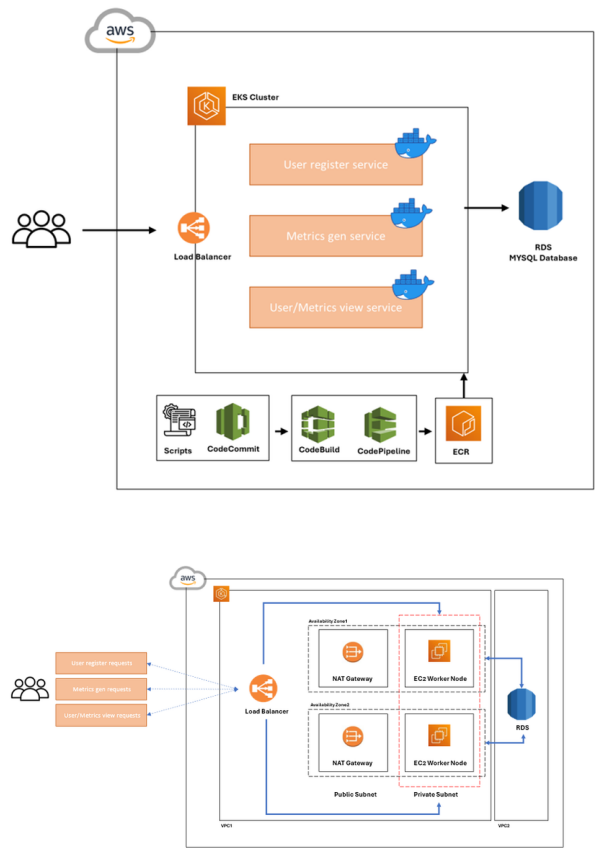 aws
EKS Cluster
User register service
Metrics gen service
Load Balancer
User/Metrics view service
RDS
MYSQL Database
Scripts
CodeCommit
CodeBuild
CodePipeline
ECR
aws
User register requests
Metrics gen requests
User/Metrics view requests
Load Balancer
Availability Zone1
NAT Gateway
EC2 Worker Node
Availability Zone2
NAT Gateway
EC2 Worker Node
RDS
Public Subnet
Private Subnet
VPC1
VPC2